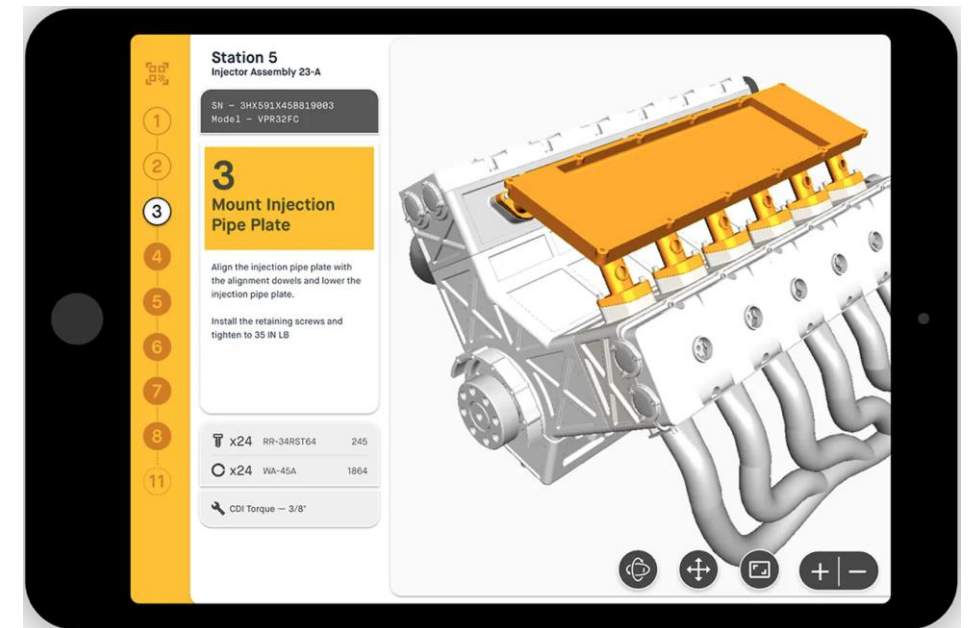 Station 5
Injector Assembly 23-A
SN – 3HX591X45B819003
Model – VPR32FC
1
2
3
4
5
6
7
8
11
3
Mount Injection
Pipe Plate
Align the injection pipe plate with
the alignment dowels and lower the
injection pipe plate.
Install the retaining screws and
tighten to 35 IN LB
x24 RR-34RST64 245
x24 WA-45A 1864
CDI Torque — 3/8"